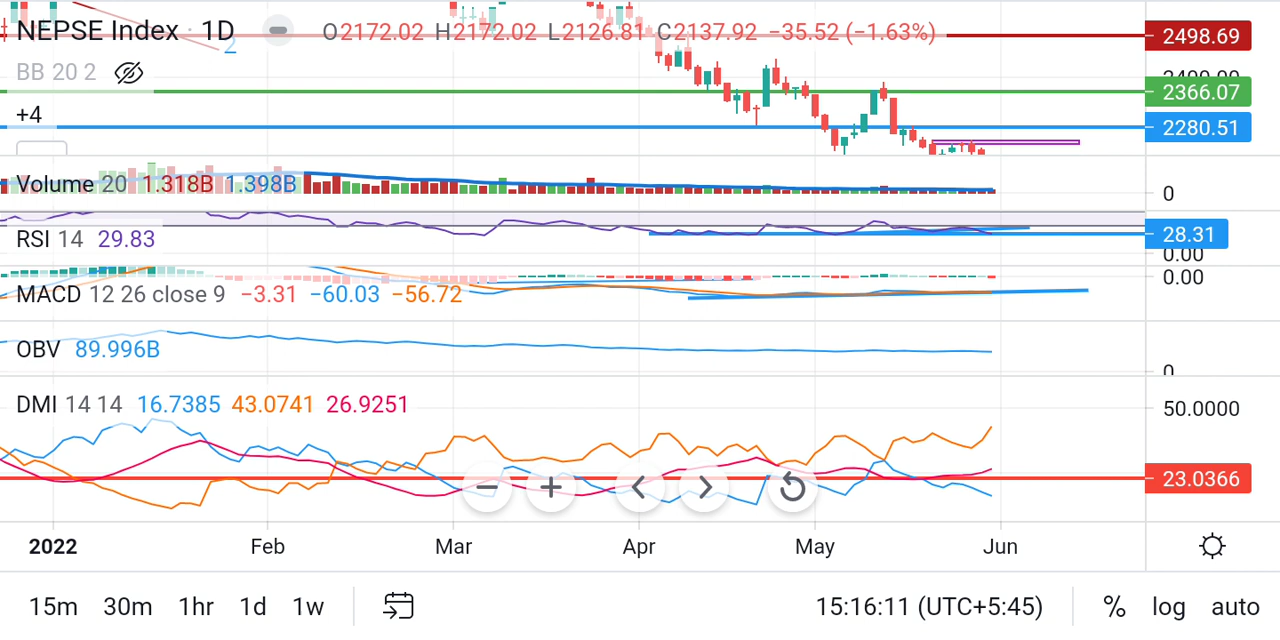 NEPSE Index · 1D O2172.02 H2172.02 L2126.81 C2137.92 −35.52 (−1.63%)
2498.69
2
BB 20 2
2400.00
2366.07
+4
2280.51
Volume 20 1.318B 1.398B
0
RSI 14 29.83
28.31
0.00
0.00
MACD 12 26 close 9 −3.31 −60.03 −56.72
OBV 89.996B
0
DMI 14 14 16.7385 43.0741 26.9251
50.0000
23.0366
2022 Feb Mar Apr May Jun
15m 30m 1hr 1d 1w 15:16:11 (UTC+5:45) % log auto